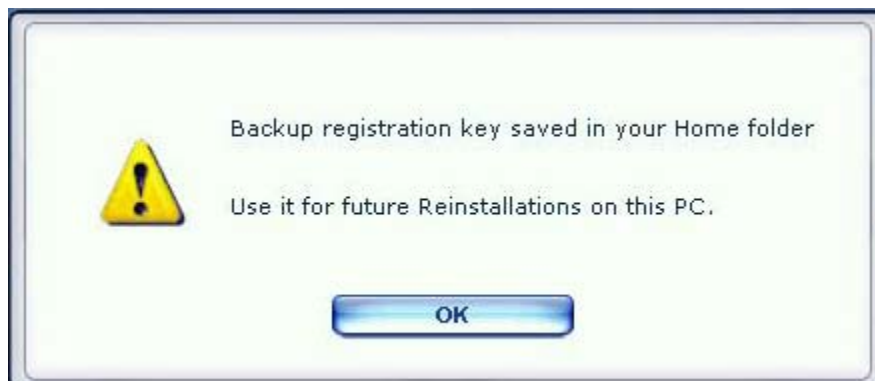 Backup registration key saved in your Home folder
Use it for future Reinstallations on this PC.
OK